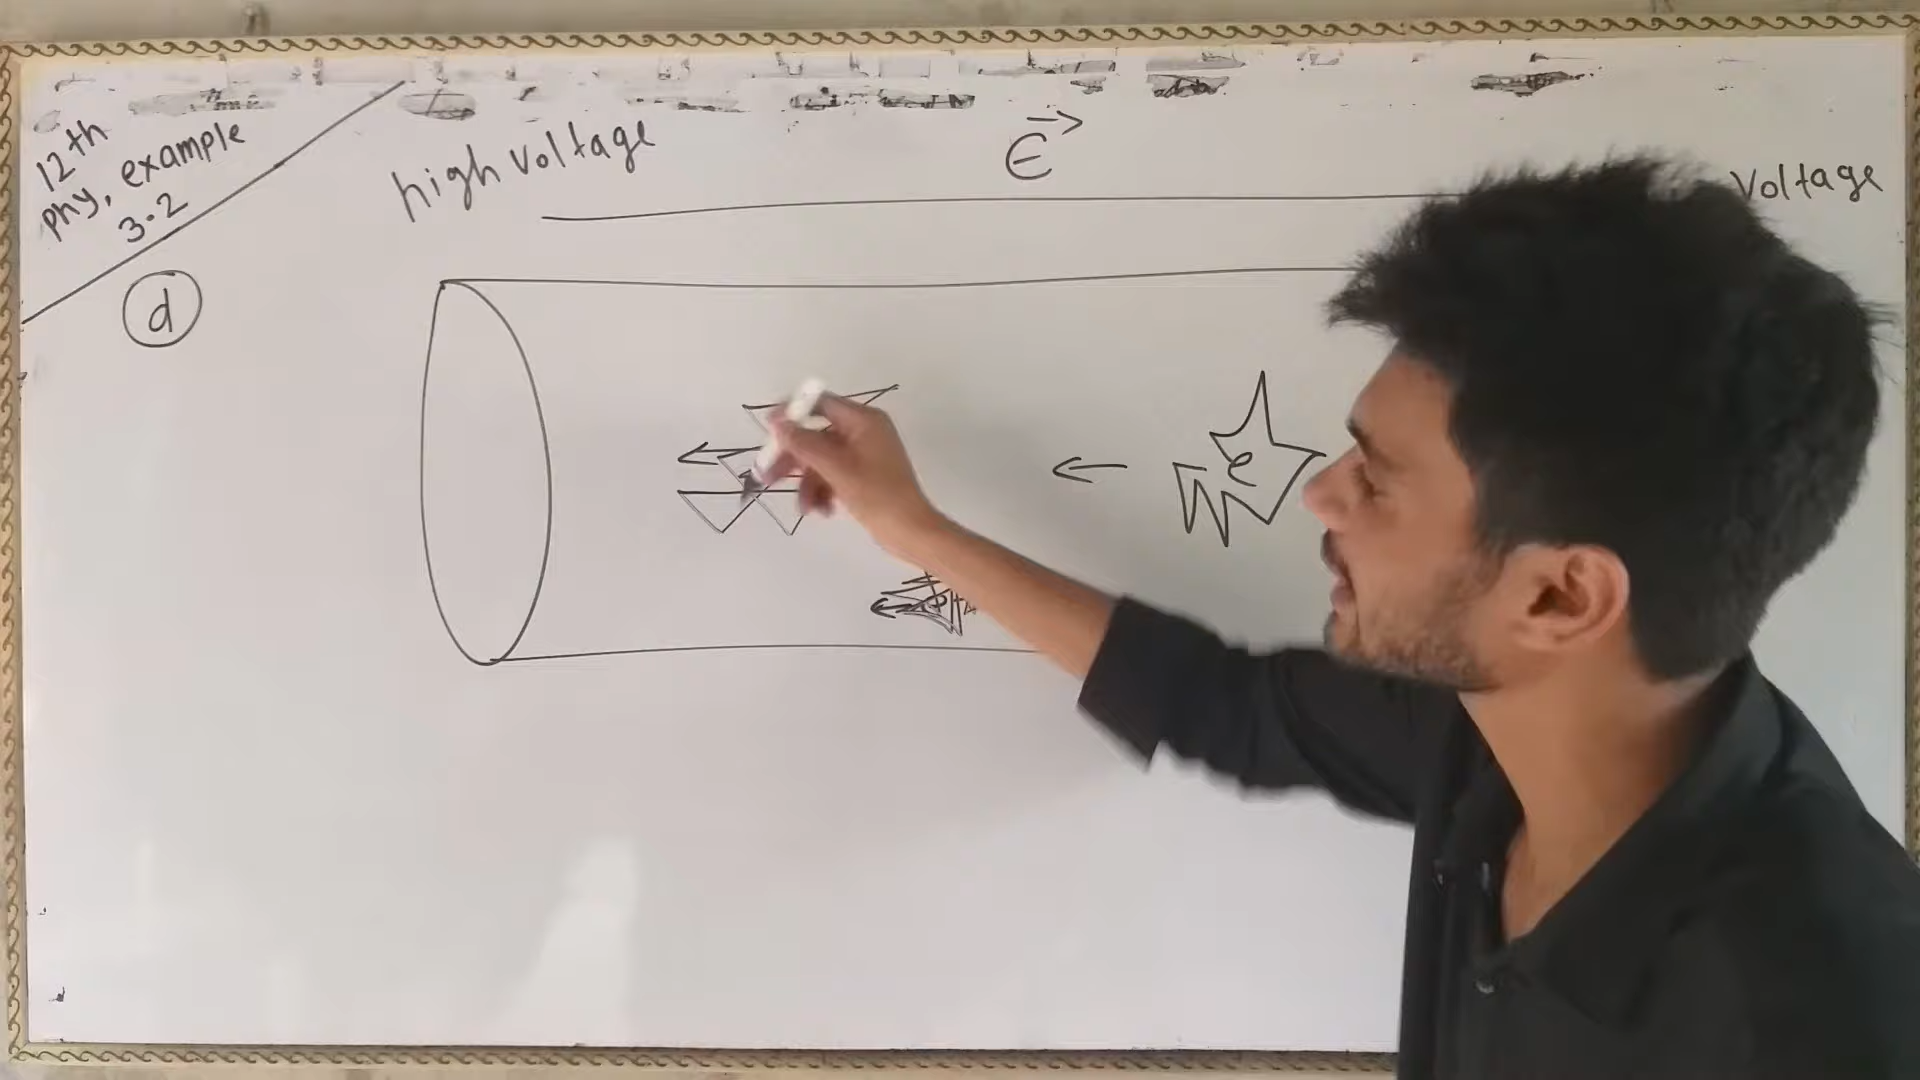 12th
phy, example
3.2
high Voltage
E
Voltage
d
e